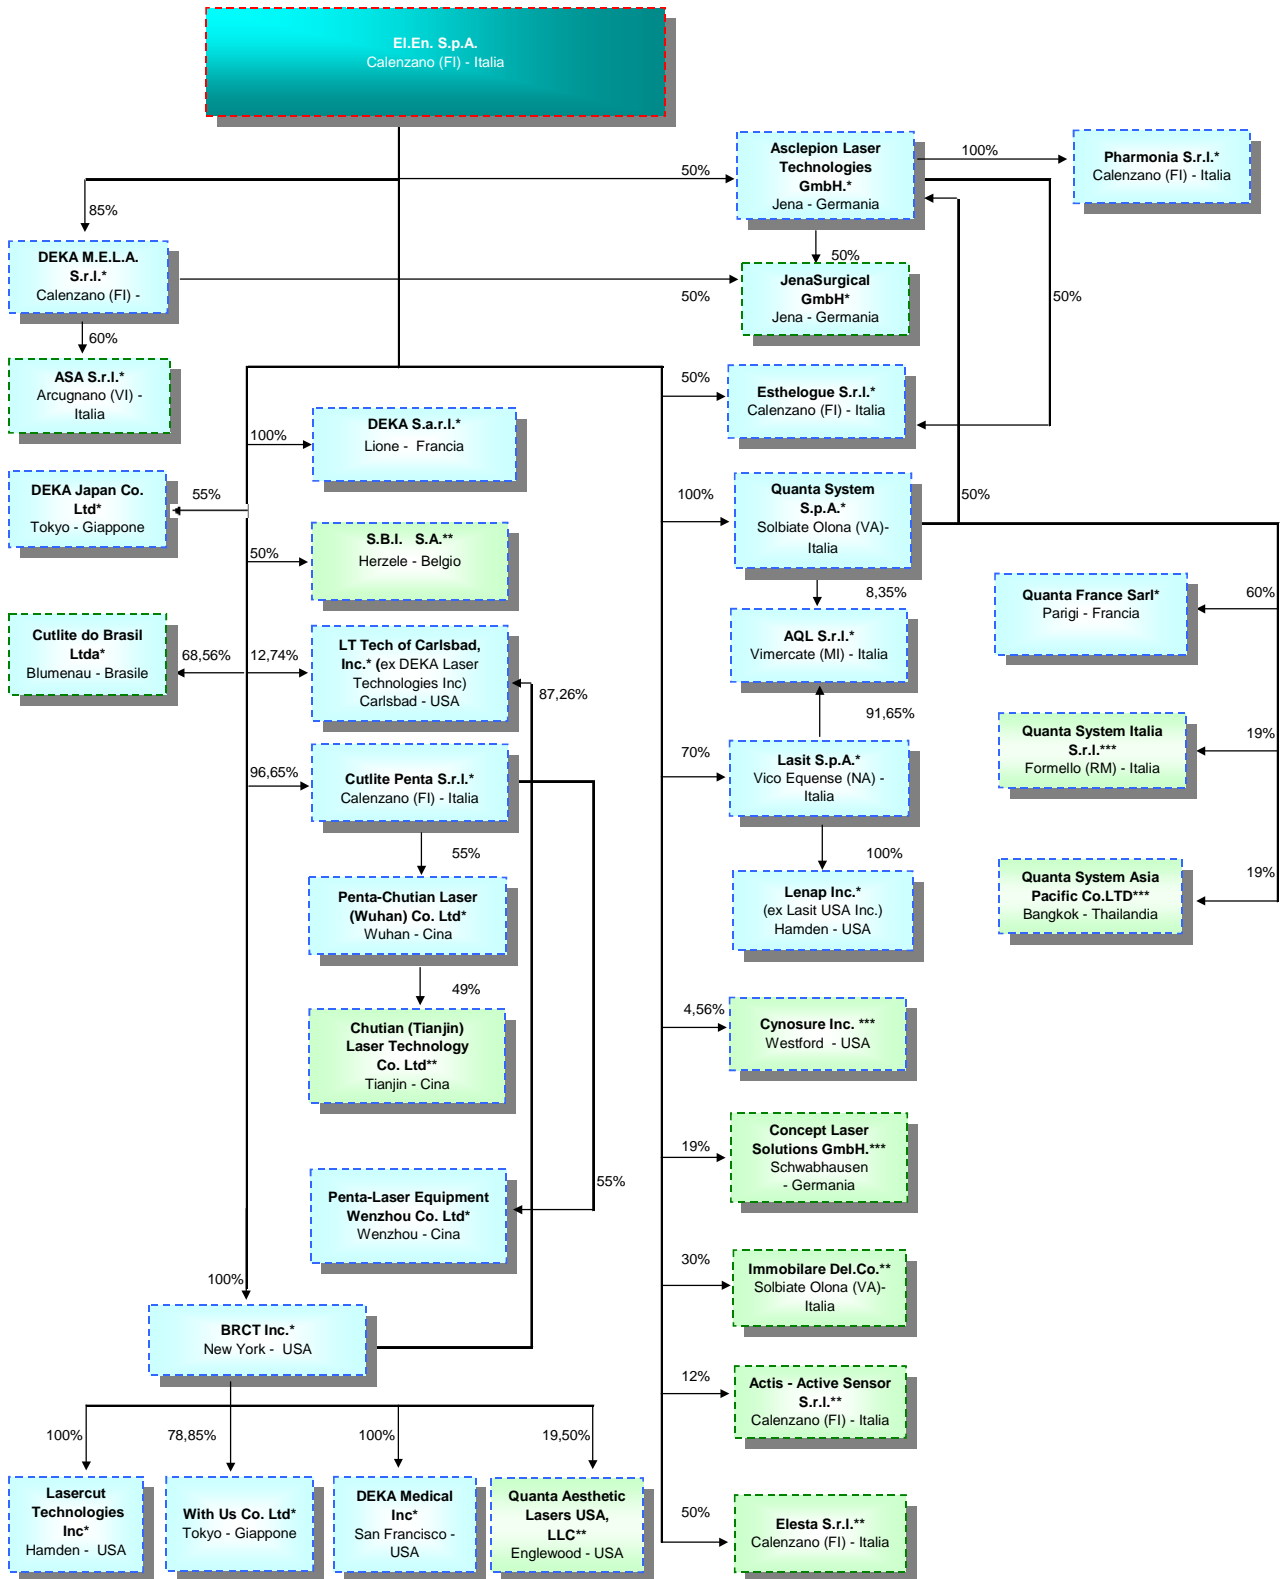 El.En. S.p.A.
Calenzano (FI) - Italia
Asclepion Laser
Technologies
GmbH.*
Jena - Germania
100%
Pharmonia S.r.l.*
Calenzano (FI) - Italia
50%
85%
DEKA M.E.L.A.
S.r.l.*
Calenzano (FI) -
50%
50%
JenaSurgical
GmbH*
Jena - Germania
50%
60%
ASA S.r.l.*
Arcugnano (VI) -
Italia
50%
Esthelogue S.r.l.*
Calenzano (FI) - Italia
100%
DEKA S.a.r.l.*
Lione - Francia
DEKA Japan Co.
Ltd*
Tokyo - Giappone
55%
100%
Quanta System
S.p.A.*
Solbiate Olona (VA)-
Italia
50%
50%
S.B.I. S.A.**
Herzele - Belgio
8,35%
Quanta France Sarl*
Parigi - Francia
60%
Cutlite do Brasil
Ltda*
Blumenau - Brasile
68,56%
12,74%
LT Tech of Carlsbad,
Inc.* (ex DEKA Laser
Technologies Inc)
Carlsbad - USA
87,26%
AQL S.r.l.*
Vimercate (MI) - Italia
91,65%
Quanta System Italia
S.r.l.***
Formello (RM) - Italia
19%
96,65%
Cutlite Penta S.r.l.*
Calenzano (FI) - Italia
70%
Lasit S.p.A.*
Vico Equense (NA) -
Italia
55%
100%
Penta-Chutian Laser
(Wuhan) Co. Ltd*
Wuhan - Cina
Lenap Inc.*
(ex Lasit USA Inc.)
Hamden - USA
Quanta System Asia
Pacific Co.LTD***
Bangkok - Thailandia
19%
49%
Chutian (Tianjin)
Laser Technology
Co. Ltd**
Tianjin - Cina
4,56%
Cynosure Inc. ***
Westford - USA
19%
Concept Laser
Solutions GmbH.***
Schwabhausen
- Germania
Penta-Laser Equipment
Wenzhou Co. Ltd*
Wenzhou - Cina
55%
30%
Immobilare Del.Co.**
Solbiate Olona (VA)-
Italia
100%
BRCT Inc.*
New York - USA
12%
Actis - Active Sensor
S.r.l.**
Calenzano (FI) - Italia
100%
78,85%
100%
19,50%
Lasercut
Technologies
Inc*
Hamden - USA
With Us Co. Ltd*
Tokyo - Giappone
DEKA Medical
Inc*
San Francisco -
USA
Quanta Aesthetic
Lasers USA,
LLC**
Englewood - USA
50%
Elesta S.r.l.**
Calenzano (FI) - Italia